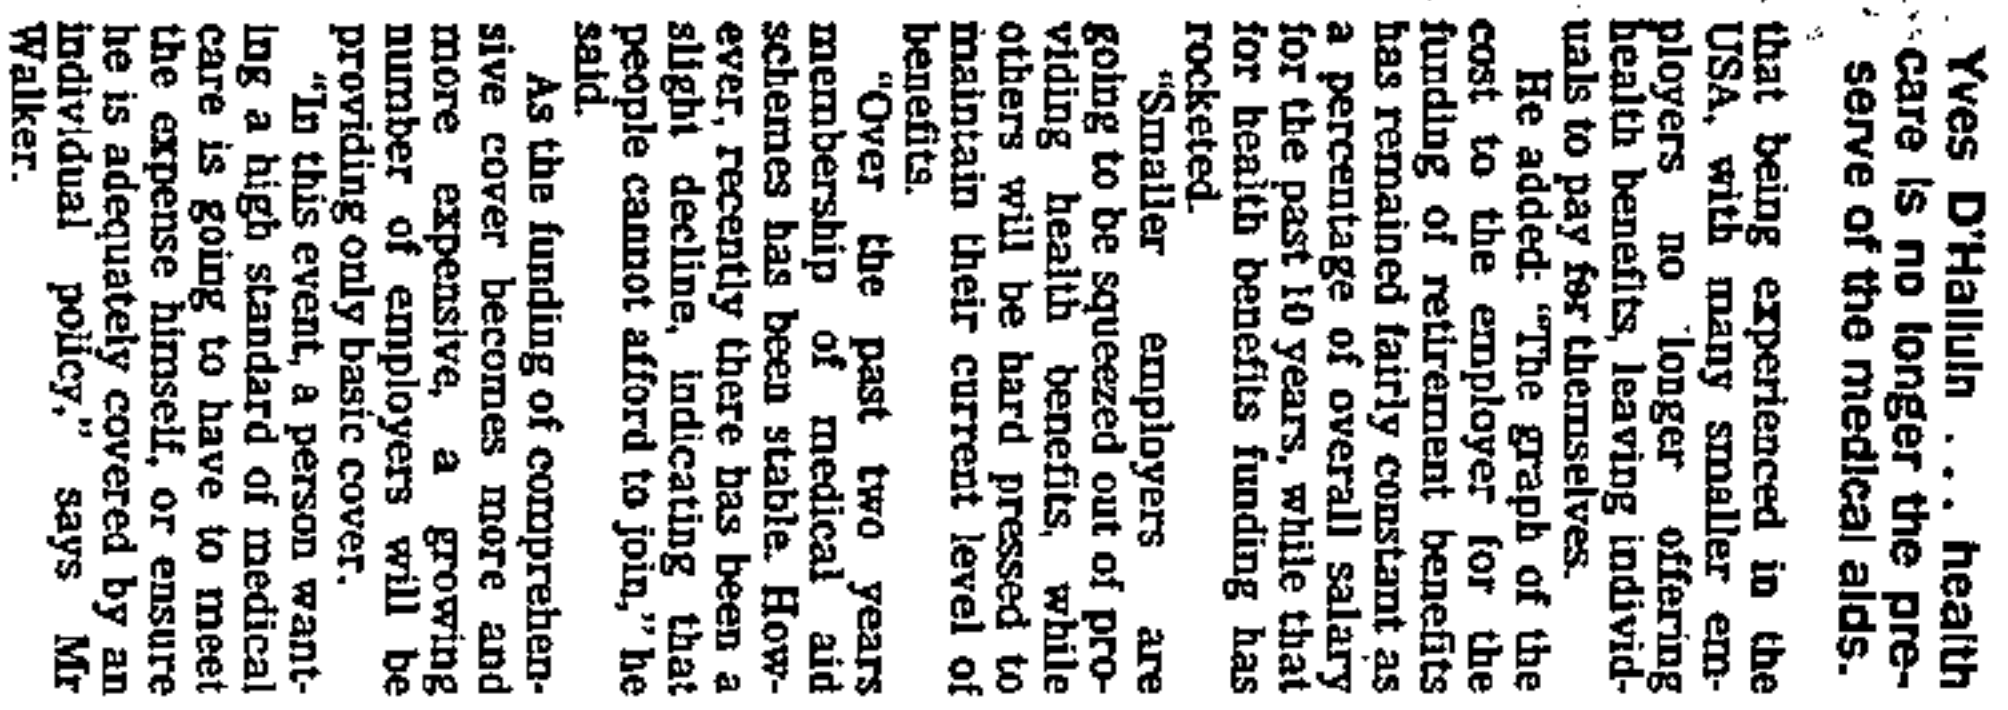 Yves D'Halluin . . . health
care is no longer the pre-
serve of the medical aids.
that being experienced in the
USA, with many smaller em-
ployers no longer offering
health benefits, leaving individ-
uals to pay for themselves.
He added: "The graph of the
cost to the employer for the
funding of retirement benefits
has remained fairly constant as
a percentage of overall salary
for the past 10 years, while that
for health benefits funding has
rocketed.
"Smaller employers are
going to be squeezed out of pro-
viding health benefits, while
others will be hard pressed to
maintain their current level of
benefits.
"Over the past two years
membership of medical aid
schemes has been stable. How-
ever, recently there has been a
slight decline, indicating that
people cannot afford to join," he
said.
As the funding of comprehen-
sive cover becomes more and
more expensive, a growing
number of employers will be
providing only basic cover.
"In this event, a person want-
ing a high standard of medical
care is going to have to meet
the expense himself, or ensure
he is adequately covered by an
individual policy," says Mr
Walker.